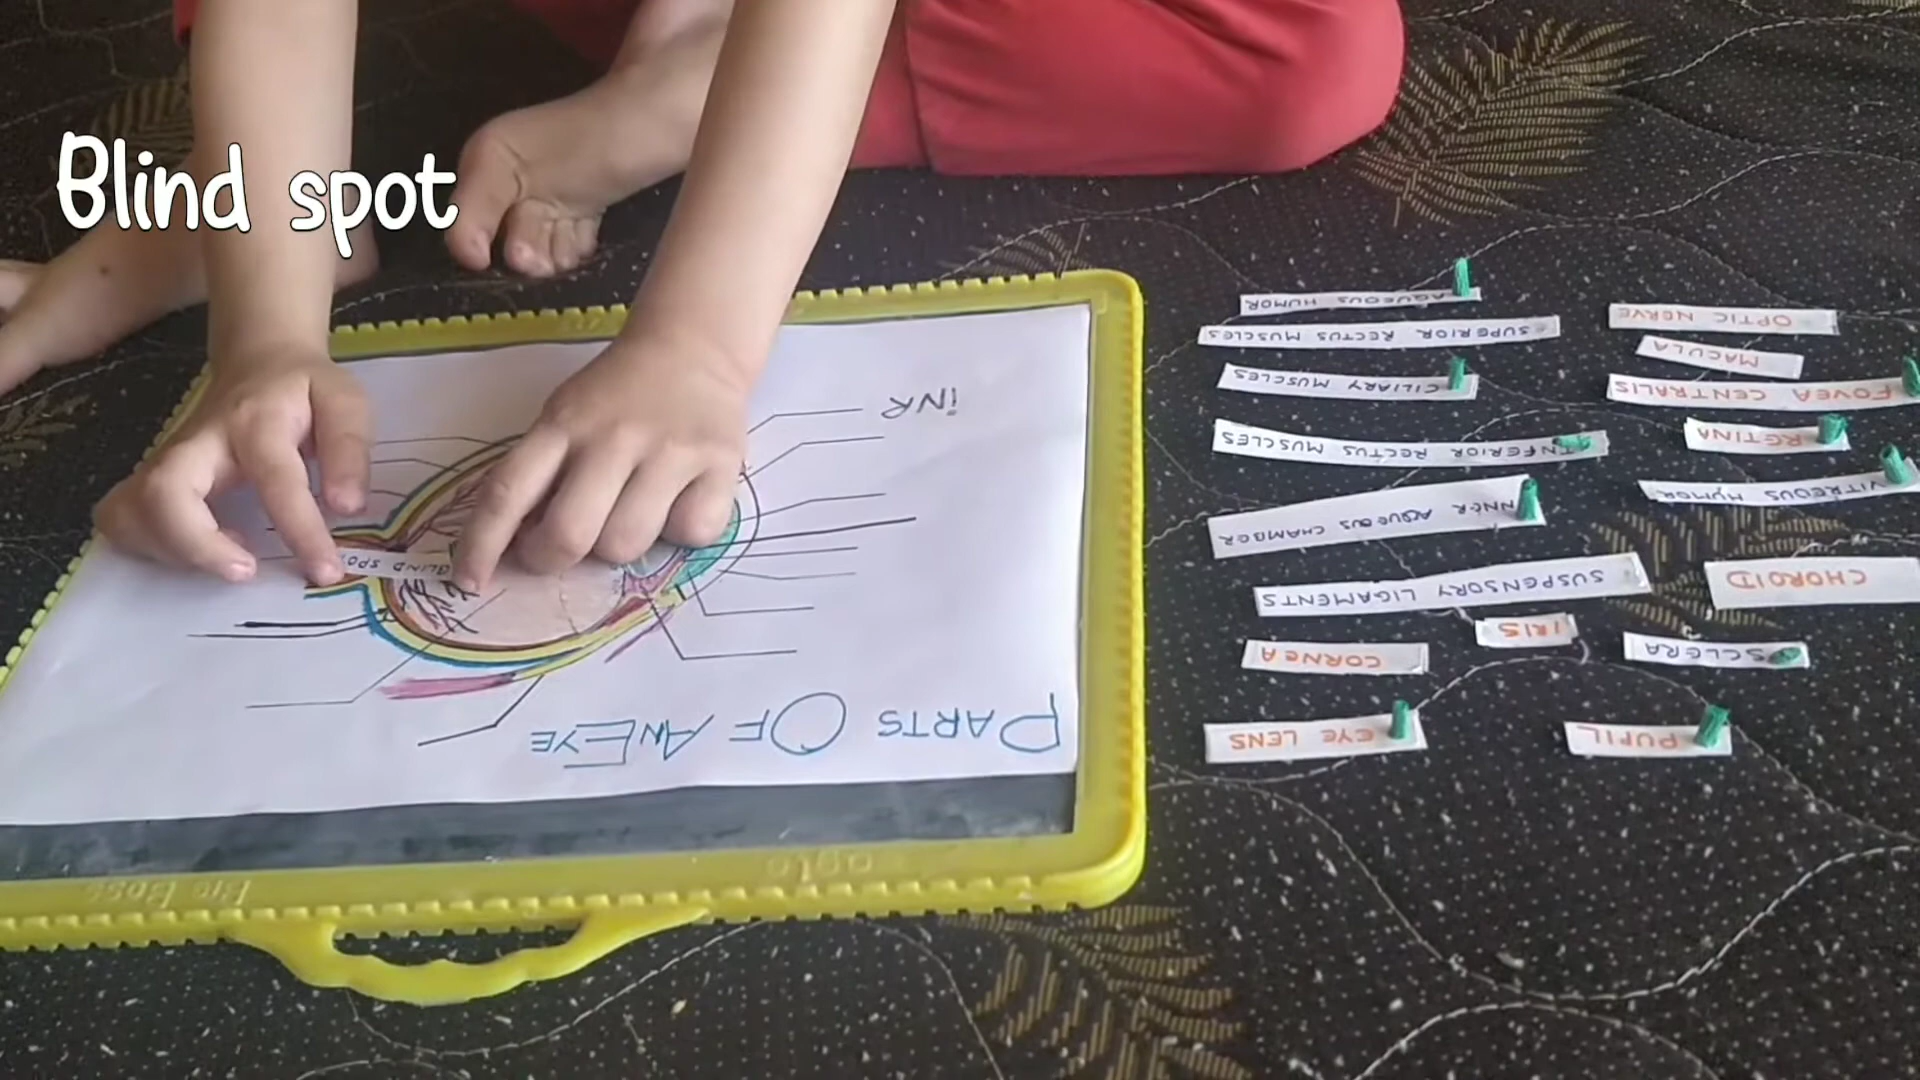 Blind spot
AQUEOUS HUMOR
SUPERIOR RECTUS MUSCLES
CILIARY MUSCLES
INFERIOR RECTUS MUSCLES
INNER AQUEOUS CHAMBER
SUSPENSORY LIGAMENTS
IRIS
CORNEA
EYE LENS
OPTIC NERVE
MACULA
FOVEA CENTRALIS
RETINA
VITREOUS HUMOR
CHOROID
SCLERA
PUPIL
BLIND SPOT
iNR
PARTS OF AN EYE